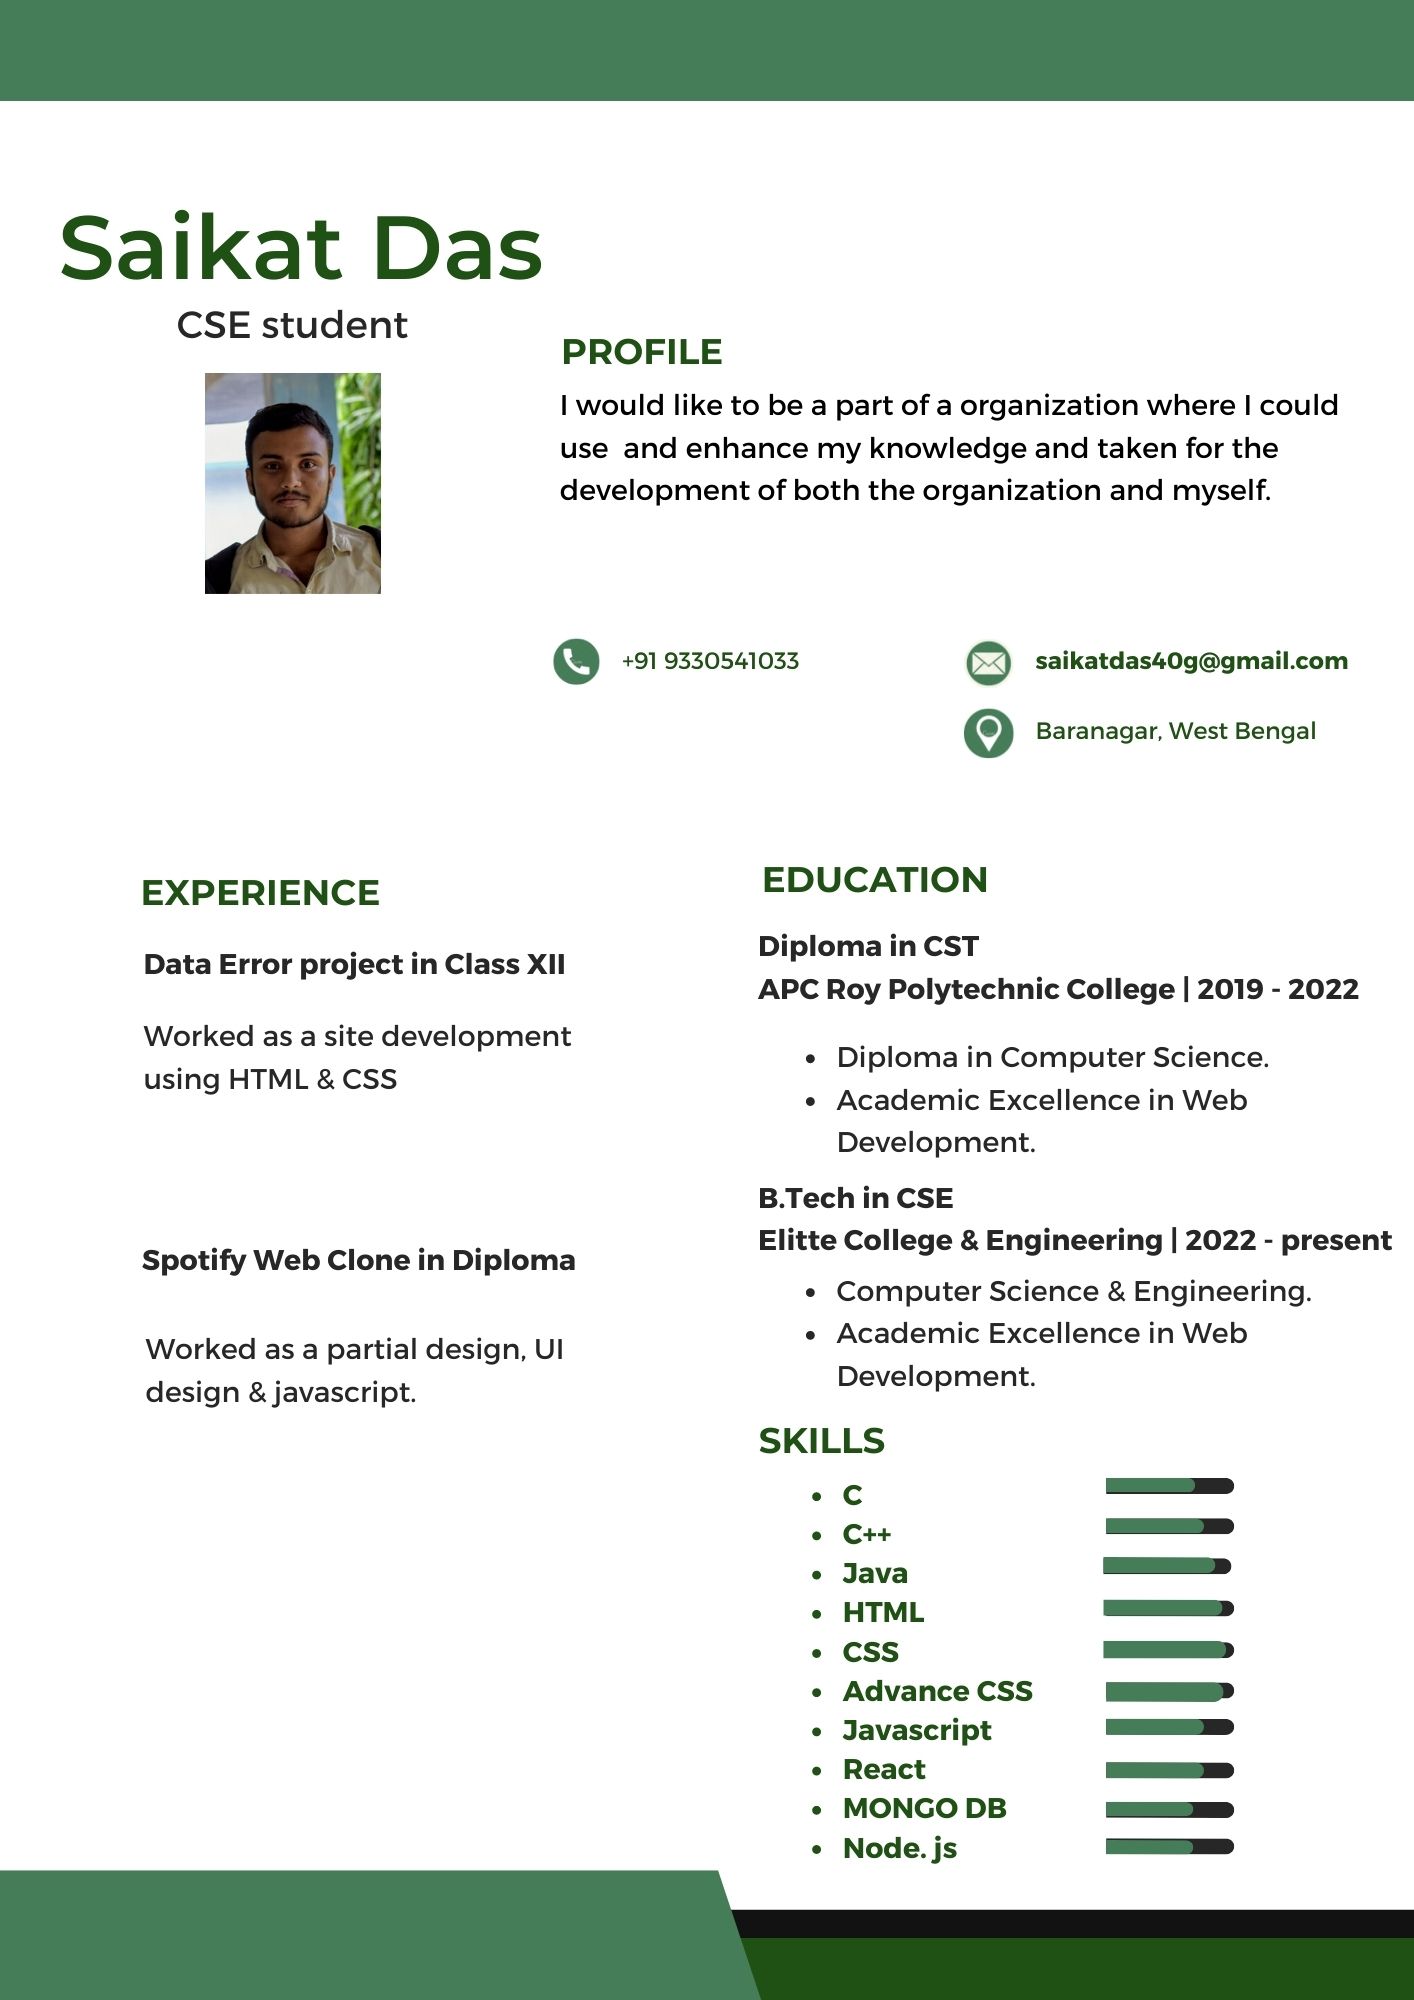 Saikat Das
CSE student
PROFILE
I would like to be a part of a organization where I could
use  and enhance my knowledge and taken for the
development of both the organization and myself.
+91 9330541033
saikatdas40g@gmail.com
Baranagar, West Bengal
EXPERIENCE
Data Error project in Class XII
Worked as a site development
using HTML & CSS
Spotify Web Clone in Diploma
Worked as a partial design, UI
design & javascript.
EDUCATION
Diploma in CST
APC Roy Polytechnic College | 2019 - 2022
• Diploma in Computer Science.
• Academic Excellence in Web
Development.
B.Tech in CSE
Elitte College & Engineering | 2022 - present
• Computer Science & Engineering.
• Academic Excellence in Web
Development.
SKILLS
• C
• C++
• Java
• HTML
• CSS
• Advance CSS
• Javascript
• React
• MONGO DB
• Node. js